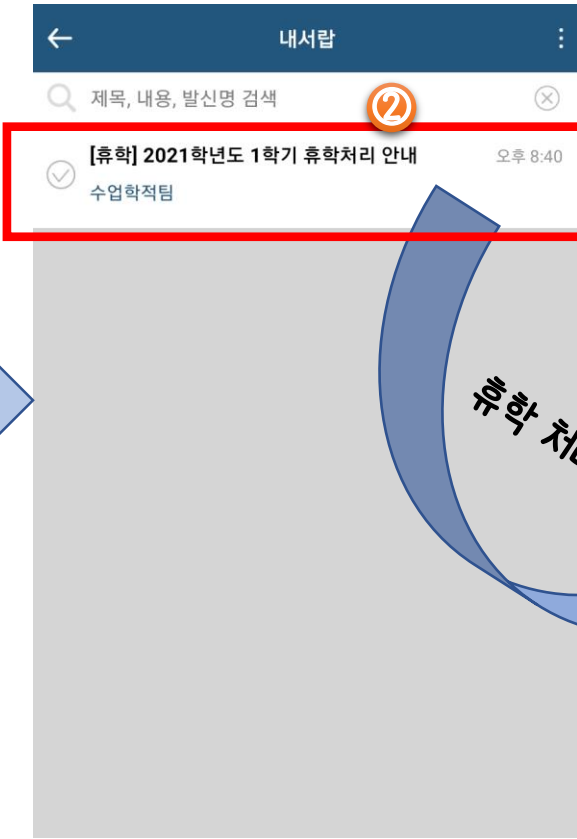 내서랍
제목, 내용, 발신명 검색
②
[휴학] 2021학년도 1학기 휴학처리 안내
오후 8:40
수업학적팀
휴학